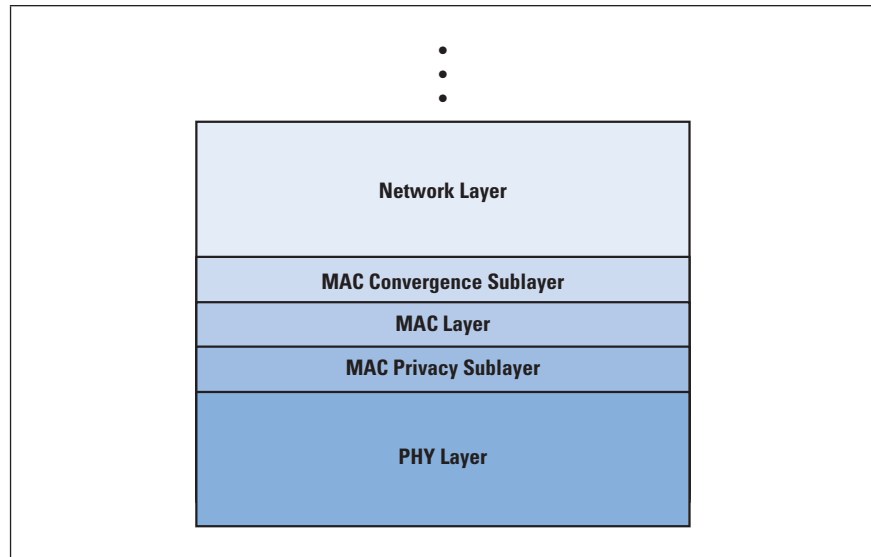 Network Layer
MAC Convergence Sublayer
MAC Layer
MAC Privacy Sublayer
PHY Layer